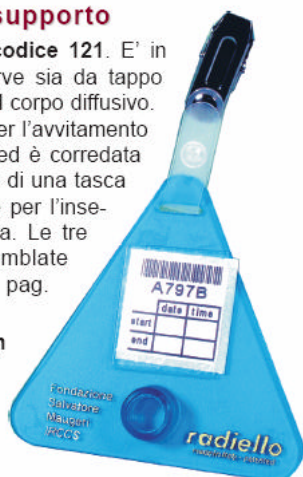 supporto
codice 121. E' in
rve sia da tappo
l corpo diffusivo.
er l'avvitamento
ed è corredata
di una tasca
per l'inse-
a. Le tre
mblate
pag.
A797B
date time
start
end
Fondazione
Salvatore
Maugeri
IRCCS
radiello